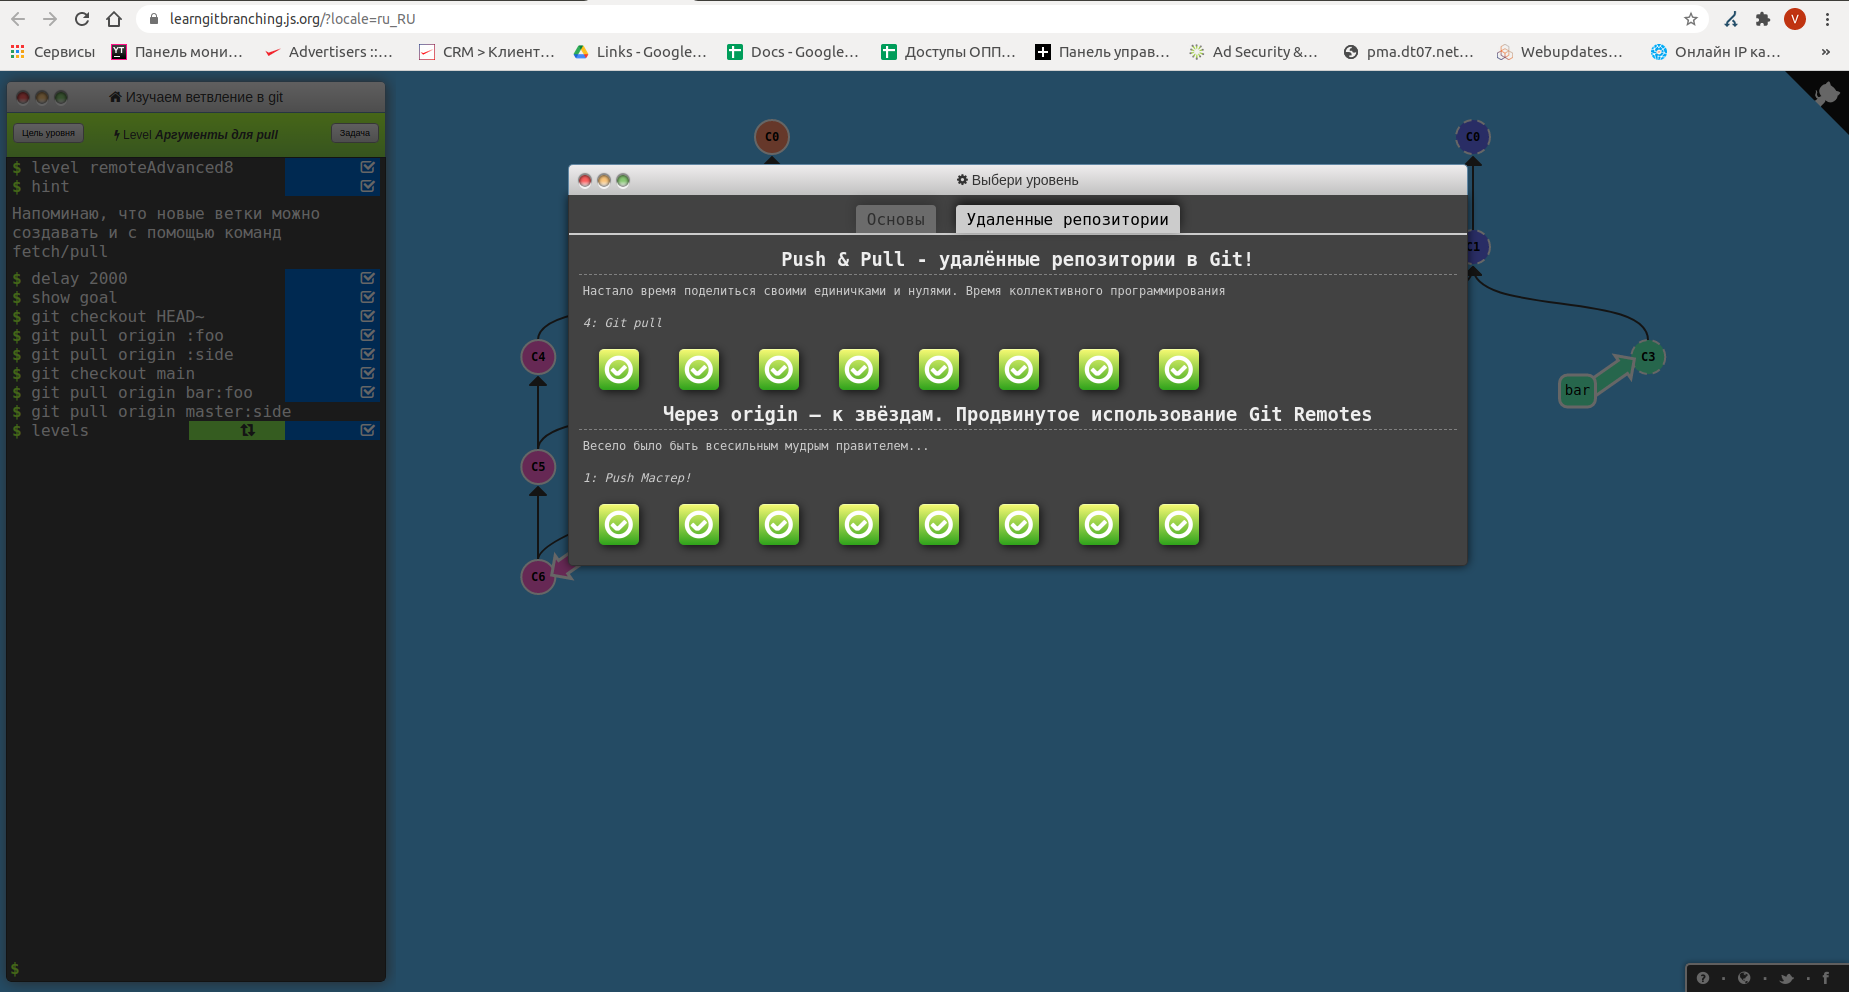 learngitbranching.js.org/?locale=ru_RU
V
Сервисы
Панель мони...
Advertisers ::...
CRM > Клиент...
Links - Google...
Docs - Google...
Доступы ОПП...
Панель управ...
Ad Security &...
pma.dt07.net...
Webupdates...
Онлайн IP ка...
»
Изучаем ветвление в git
Цель уровня
Level Аргументы для pull
Задача
$ level remoteAdvanced8
$ hint
Напоминаю, что новые ветки можно
создавать и с помощью команд
fetch/pull
$ delay 2000
$ show goal
$ git checkout HEAD~
$ git pull origin :foo
$ git pull origin :side
$ git checkout main
$ git pull origin bar:foo
$ git pull origin master:side
$ levels
$
C0
C4
C5
C6
Выбери уровень
Основы
Удаленные репозитории
Push & Pull - удалённые репозитории в Git!
Настало время поделиться своими единичками и нулями. Время коллективного программирования
4: Git pull
Через origin – к звёздам. Продвинутое использование Git Remotes
Весело было быть всесильным мудрым правителем...
1: Push Мастер!
C0
C1
C3
bar